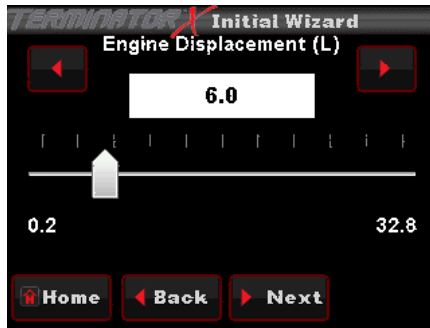 TERMINATOR X Initial Wizard
Engine Displacement (L)
6.0
0.2 32.8
Home Back Next